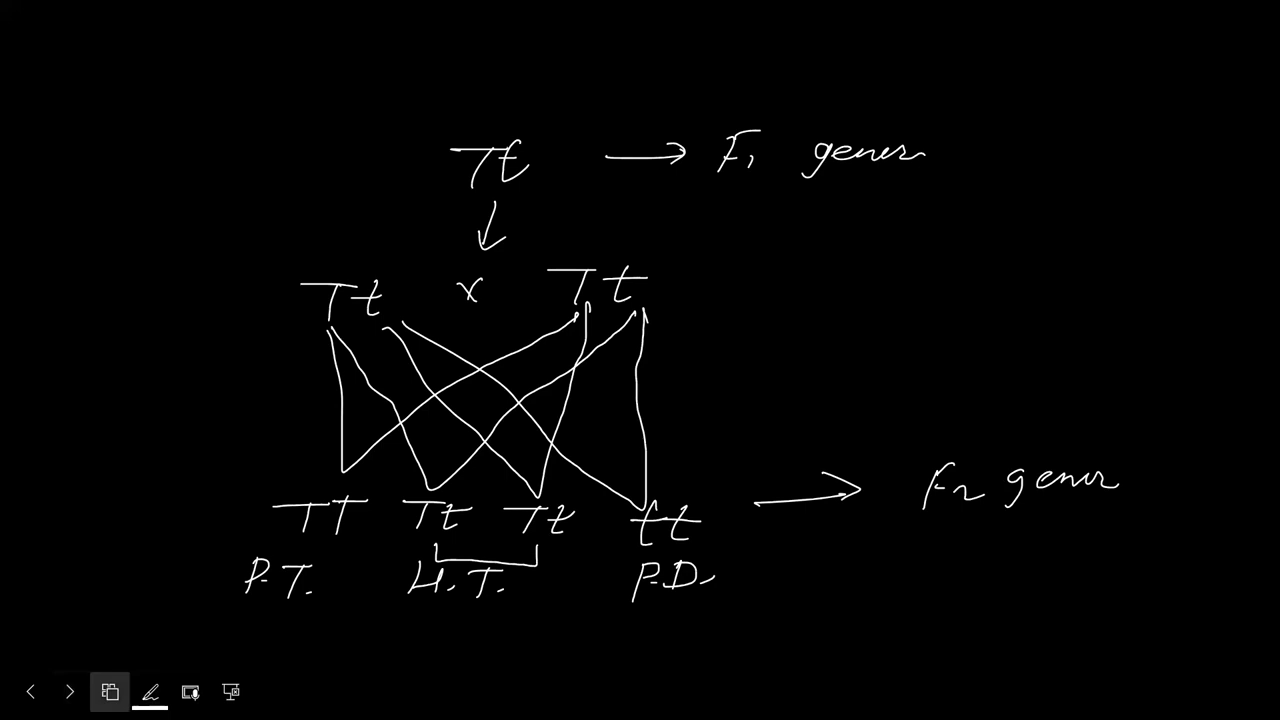 Tt → F1 gener
↓
Tt x Tt
TT Tt Tt tt → F2 gener
P.T. H.T. P.D.